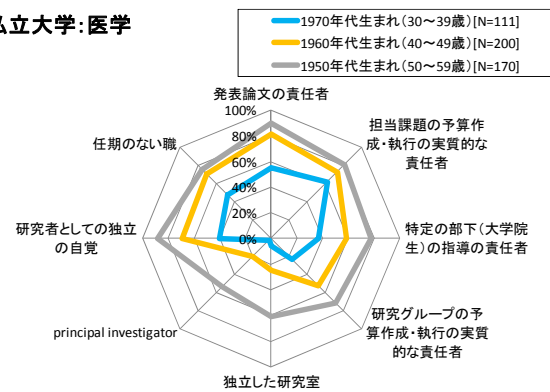 私立大学:医学
1970年代生まれ(30～39歳)[N=111]
1960年代生まれ(40～49歳)[N=200]
1950年代生まれ(50～59歳)[N=170]
発表論文の責任者
担当課題の予算作
成・執行の実質的な
責任者
特定の部下(大学院
生)の指導の責任者
研究グループの予
算作成・執行の実質
的な責任者
独立した研究室
principal investigator
研究者としての独立
の自覚
任期のない職
100%
80%
60%
40%
20%
0%